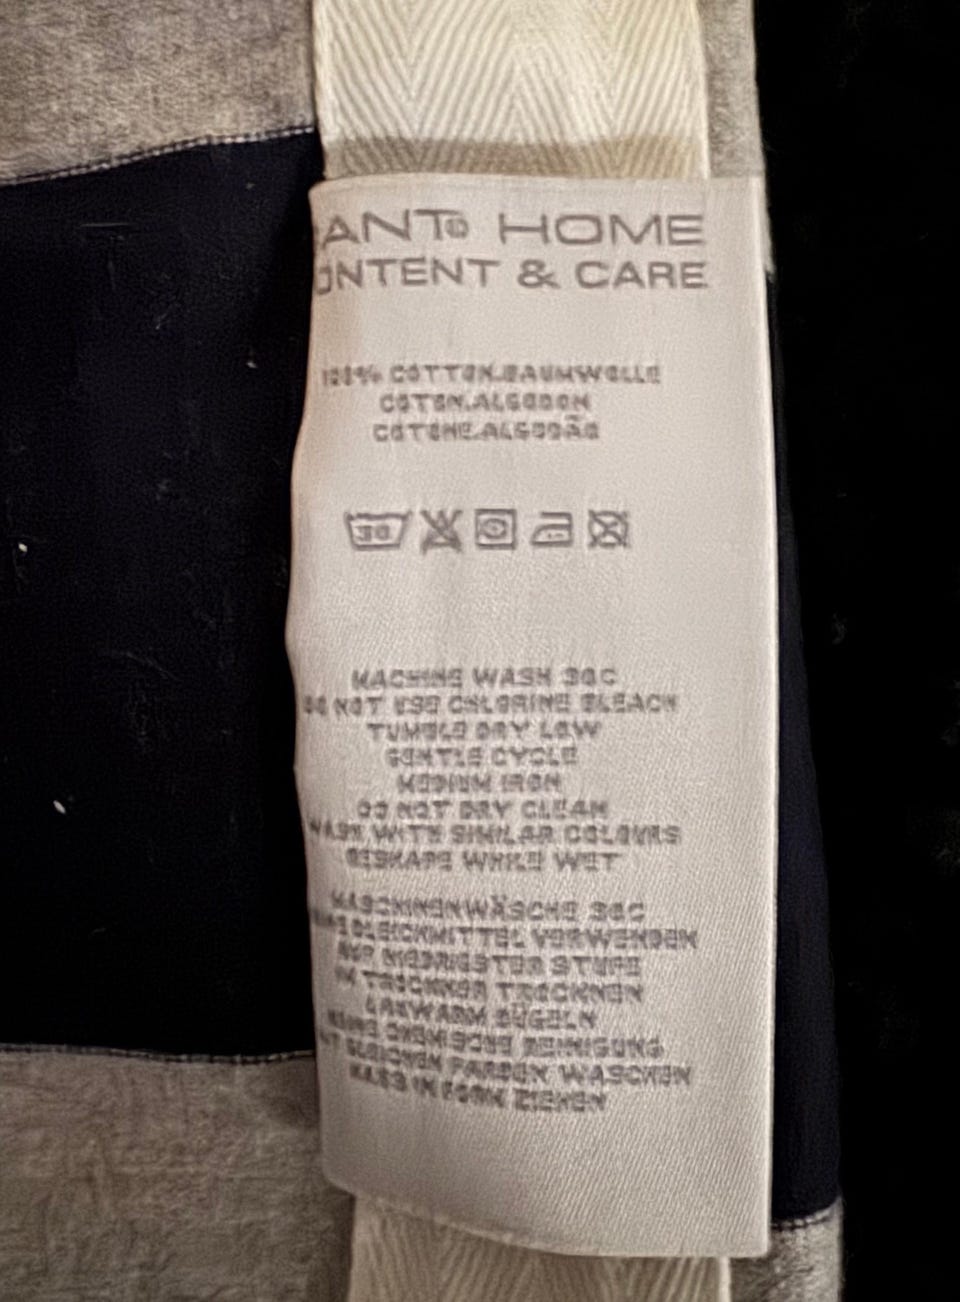 ANT® HOME
ONTENT & CARE
100% COTTON.BAUMWOLLE
COTON.ALGODON
COTONE.ALGODÃO
30
MACHINE WASH 30C
DO NOT USE CHLORINE BLEACH
TUMBLE DRY LOW
GENTLE CYCLE
MEDIUM IRON
DO NOT DRY CLEAN
WASH WITH SIMILAR COLOURS
RESHAPE WHILE WET
MASCHINENWÄSCHE 30C
BLEICHMITTEL VERWENDEN
AUF NIEDRIGSTER STUFE
IM TROCKNER TROCKNEN
LAUWARM BÜGELN
KEINE CHEMISCHE REINIGUNG
MIT GLEICHEN FARBEN WASCHEN
NASS IN FORM ZIEHEN